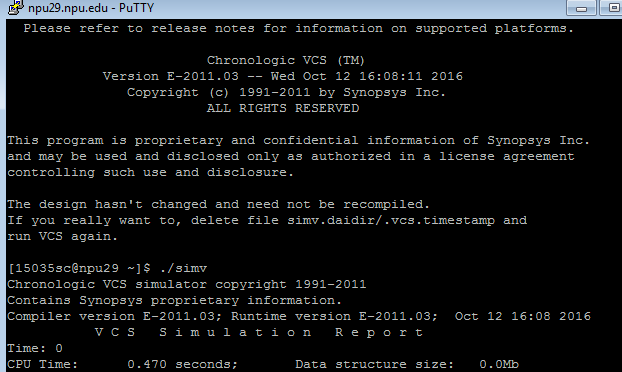 npu29.npu.edu - PuTTY
Please refer to release notes for information on supported platforms.
Chronologic VCS (TM)
Version E-2011.03 -- Wed Oct 12 16:08:11 2016
Copyright (c) 1991-2011 by Synopsys Inc.
ALL RIGHTS RESERVED
This program is proprietary and confidential information of Synopsys Inc.
and may be used and disclosed only as authorized in a license agreement
controlling such use and disclosure.
The design hasn't changed and need not be recompiled.
If you really want to, delete file simv.daidir/.vcs.timestamp and
run VCS again.
[15035sc@npu29 ~]$ ./simv
Chronologic VCS simulator copyright 1991-2011
Contains Synopsys proprietary information.
Compiler version E-2011.03; Runtime version E-2011.03;  Oct 12 16:08 2016
V C S   S i m u l a t i o n   R e p o r t
Time: 0
CPU Time:      0.470 seconds;       Data structure size:   0.0Mb